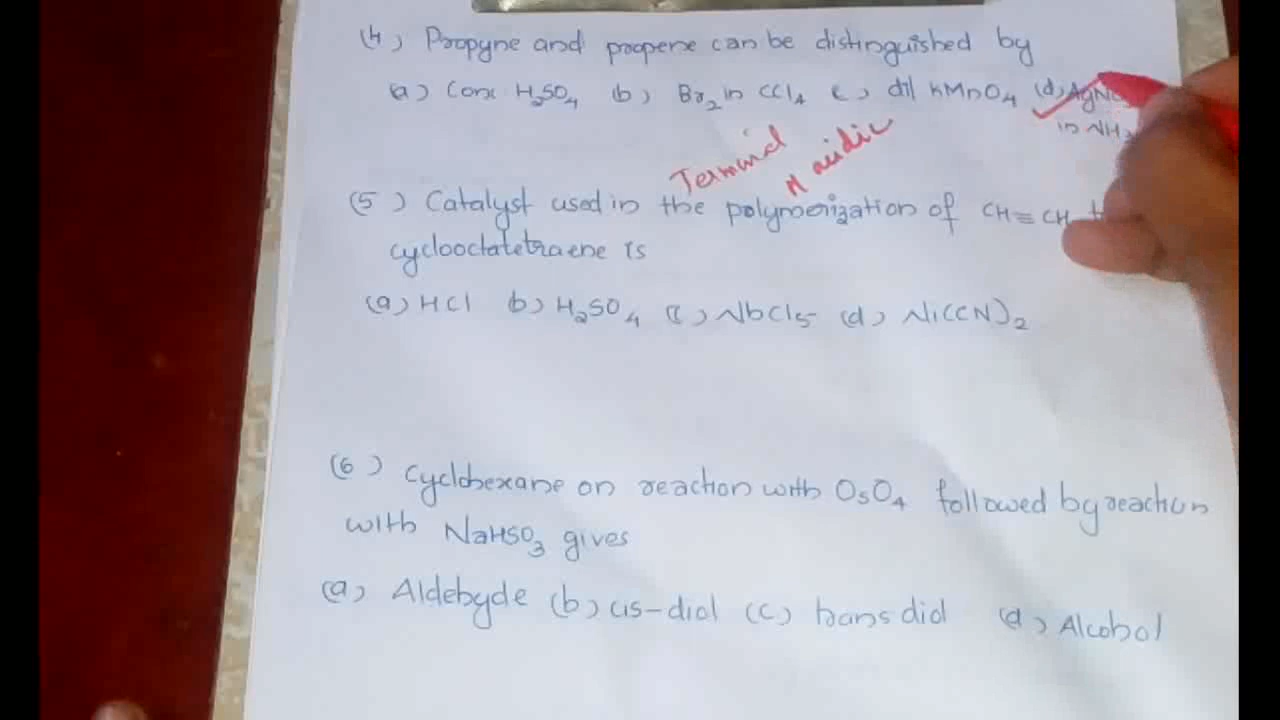 (4) Propyne and propene can be distinguished by
(a) Conc H₂SO₄ (b) Br₂ in CCl₄ c) dil KMnO₄ (d) AgNO
in NH₃
Terminal
H acidic
(5) Catalyst used in the polymerization of CH≡CH t
cyclooctatetraene is
(a) HCl b) H₂SO₄ (c) NbCl₅ (d) Ni(CN)₂
(6) Cyclohexane on reaction with OsO₄ followed by reaction
with NaHSO₃ gives
(a) Aldehyde (b) cis-diol (c) trans diol (d) Alcohol